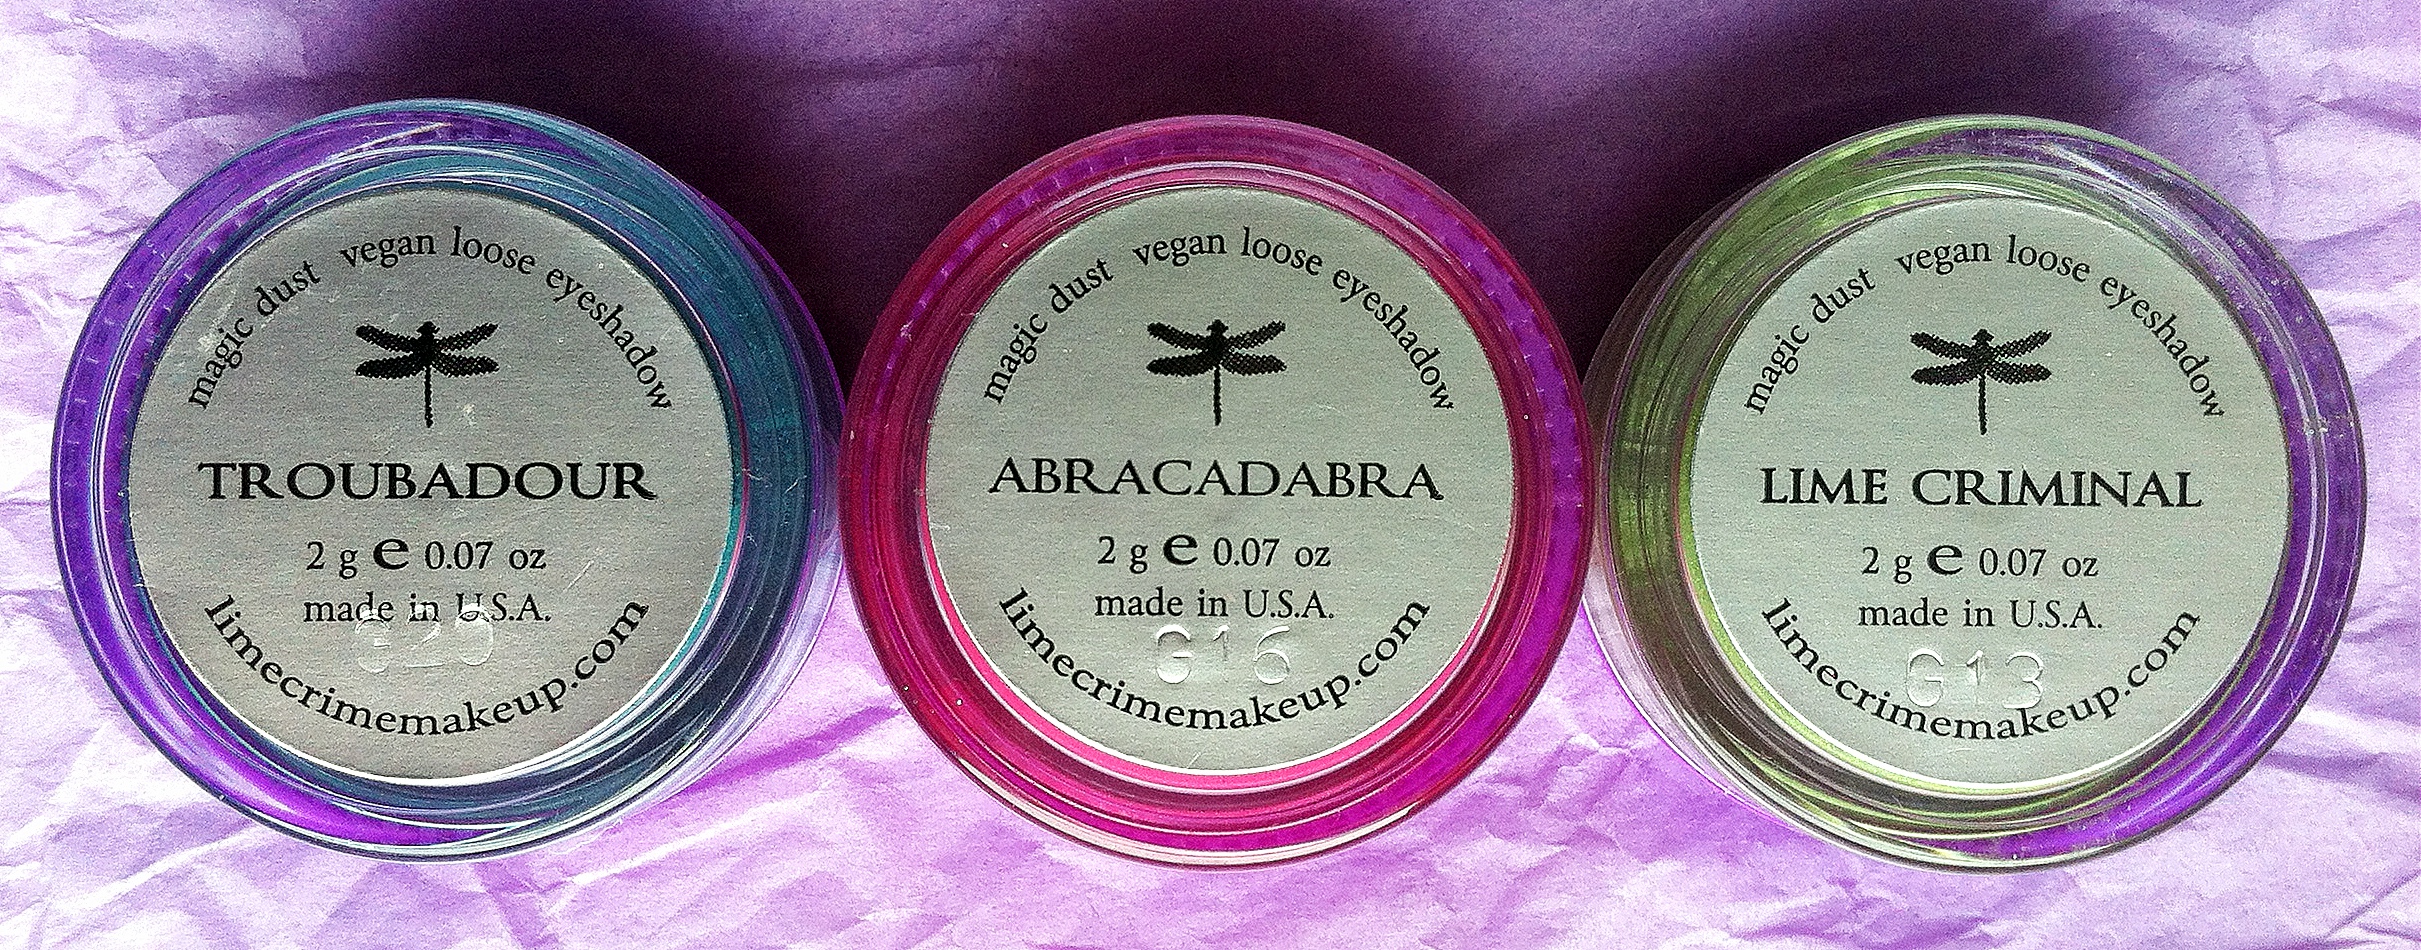 magic dust vegan loose eyeshadow
TROUBADOUR
2 g e 0.07 oz
made in U.S.A.
limecrimemakeup.com
magic dust vegan loose eyeshadow
ABRACADABRA
2 g e 0.07 oz
made in U.S.A.
G16
limecrimemakeup.com
magic dust vegan loose eyeshadow
LIME CRIMINAL
2 g e 0.07 oz
made in U.S.A.
G13
limecrimemakeup.com